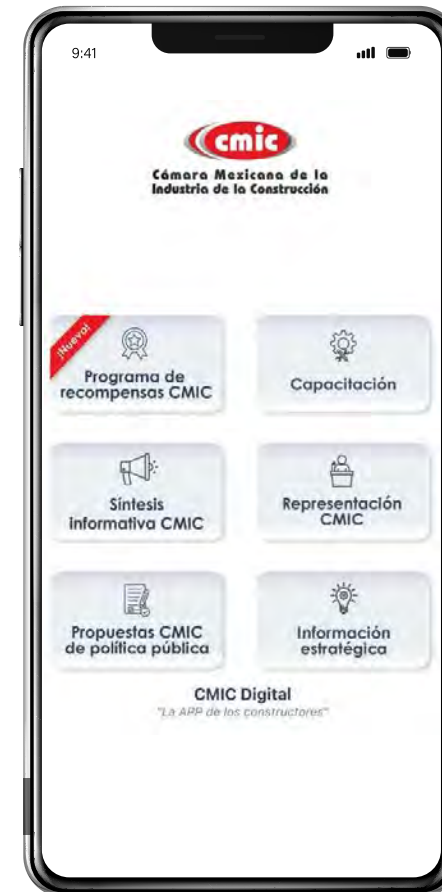 9:41
cmic
Cámara Mexicana de la
Industria de la Construcción
¡Nuevo!
Programa de
recompensas CMIC
Capacitación
Síntesis
informativa CMIC
Representación
CMIC
Propuestas CMIC
de política pública
Información
estratégica
CMIC Digital
"La APP de los constructores"